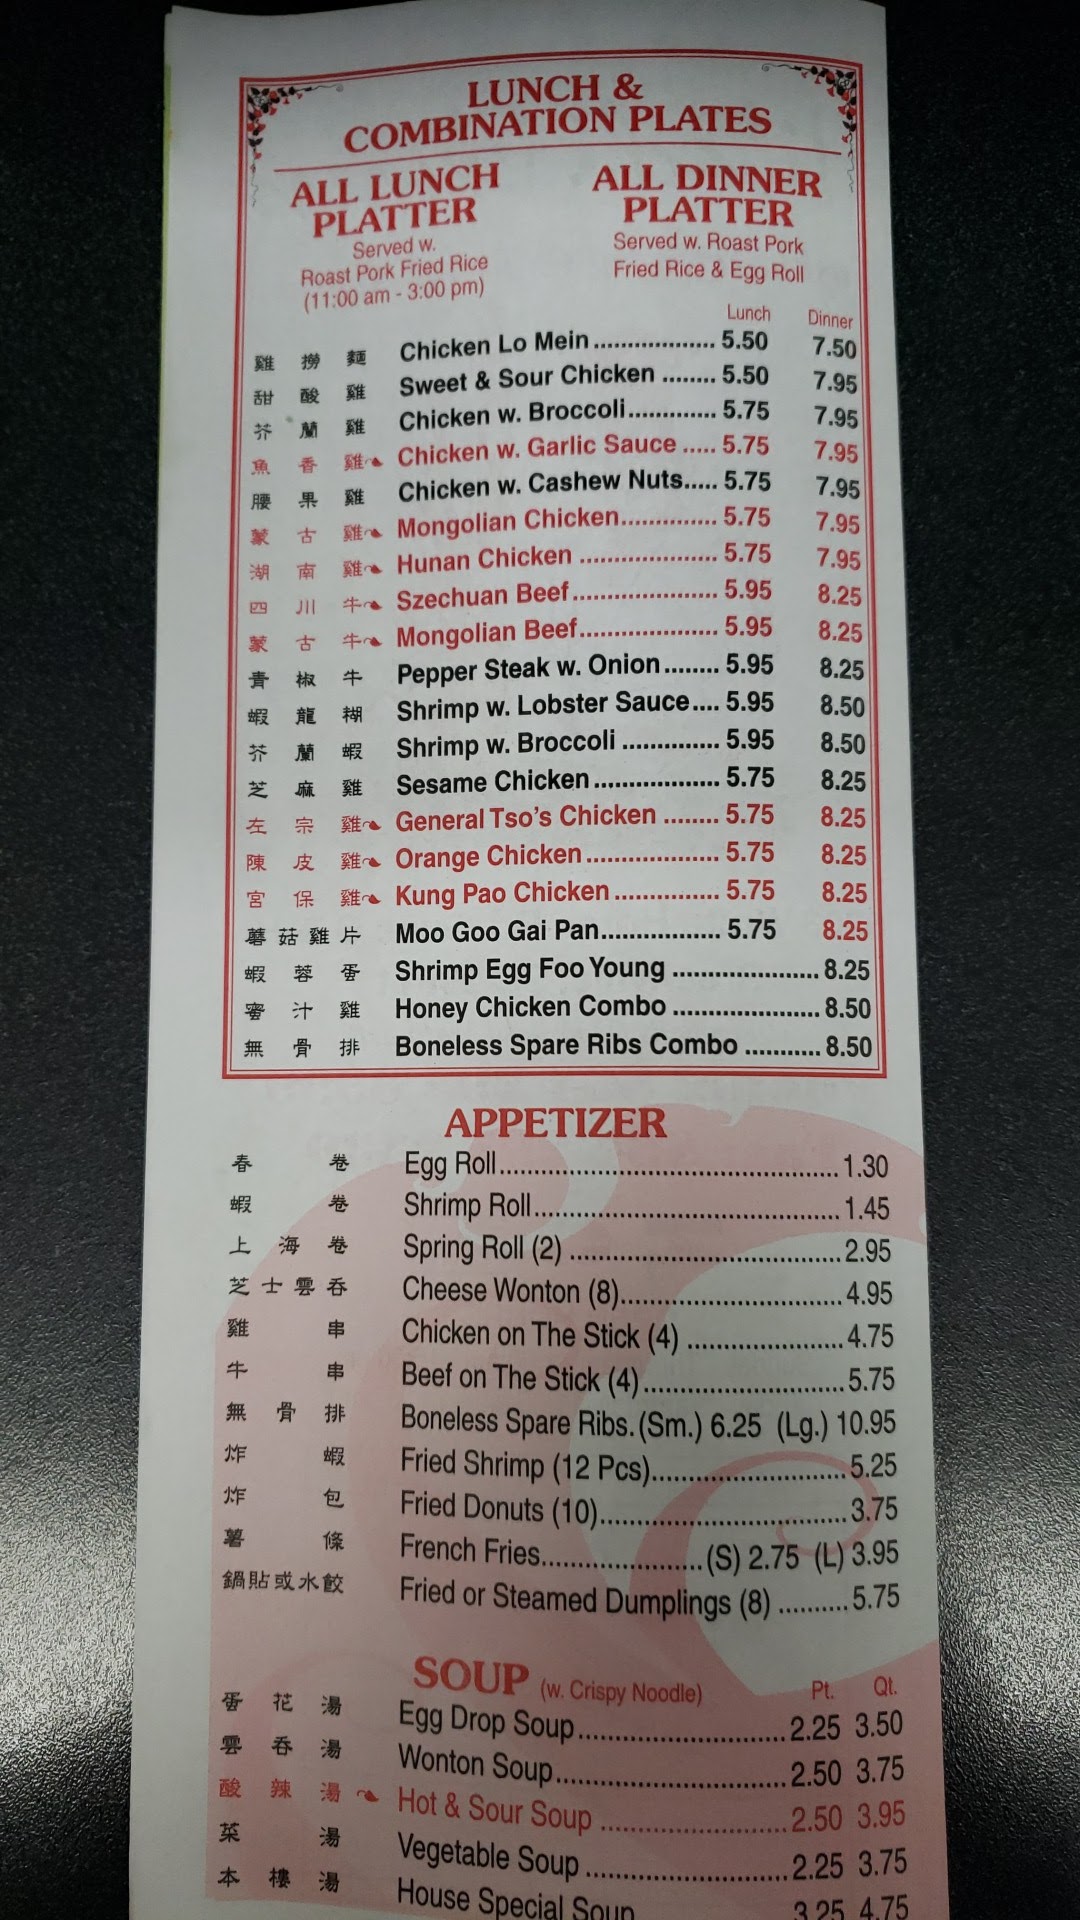 LUNCH &
COMBINATION PLATES
ALL LUNCH
PLATTER
Served w.
Roast Pork Fried Rice
(11:00 am - 3:00 pm)
ALL DINNER
PLATTER
Served w. Roast Pork
Fried Rice & Egg Roll
Lunch Dinner
雞撈麵 Chicken Lo Mein .................. 5.50 7.50
甜酸雞 Sweet & Sour Chicken ........ 5.50 7.95
芥蘭雞 Chicken w. Broccoli............. 5.75 7.95
魚香雞 Chicken w. Garlic Sauce ..... 5.75 7.95
腰果雞 Chicken w. Cashew Nuts..... 5.75 7.95
蒙古雞 Mongolian Chicken.............. 5.75 7.95
湖南雞 Hunan Chicken .................... 5.75 7.95
四川牛 Szechuan Beef..................... 5.95 8.25
蒙古牛 Mongolian Beef.................... 5.95 8.25
青椒牛 Pepper Steak w. Onion........ 5.95 8.25
蝦龍糊 Shrimp w. Lobster Sauce.... 5.95 8.50
芥蘭蝦 Shrimp w. Broccoli .............. 5.95 8.50
芝麻雞 Sesame Chicken.................. 5.75 8.25
左宗雞 General Tso's Chicken ........ 5.75 8.25
陳皮雞 Orange Chicken ................... 5.75 8.25
宮保雞 Kung Pao Chicken ............... 5.75 8.25
蘑菇雞片 Moo Goo Gai Pan................. 5.75 8.25
蝦蓉蛋 Shrimp Egg Foo Young ..................... 8.25
蜜汁雞 Honey Chicken Combo ..................... 8.50
無骨排 Boneless Spare Ribs Combo ........... 8.50
APPETIZER
春卷 Egg Roll................................................. 1.30
蝦卷 Shrimp Roll............................................ 1.45
上海卷 Spring Roll (2) ....................................... 2.95
芝士雲吞 Cheese Wonton (8)................................ 4.95
雞串 Chicken on The Stick (4) ...................... 4.75
牛串 Beef on The Stick (4)............................. 5.75
無骨排 Boneless Spare Ribs. (Sm.) 6.25 (Lg.) 10.95
炸蝦 Fried Shrimp (12 Pcs)............................ 5.25
炸包 Fried Donuts (10)................................... 3.75
薯條 French Fries.......................(S) 2.75 (L) 3.95
鍋貼或水餃 Fried or Steamed Dumplings (8) .......... 5.75
SOUP (w. Crispy Noodle) Pt. Qt.
蛋花湯 Egg Drop Soup.............................. 2.25 3.50
雲吞湯 Wonton Soup................................. 2.50 3.75
酸辣湯 Hot & Sour Soup ........................... 2.50 3.95
菜湯 Vegetable Soup ............................. 2.25 3.75
本樓湯 House Special Soup 3.25 4.75